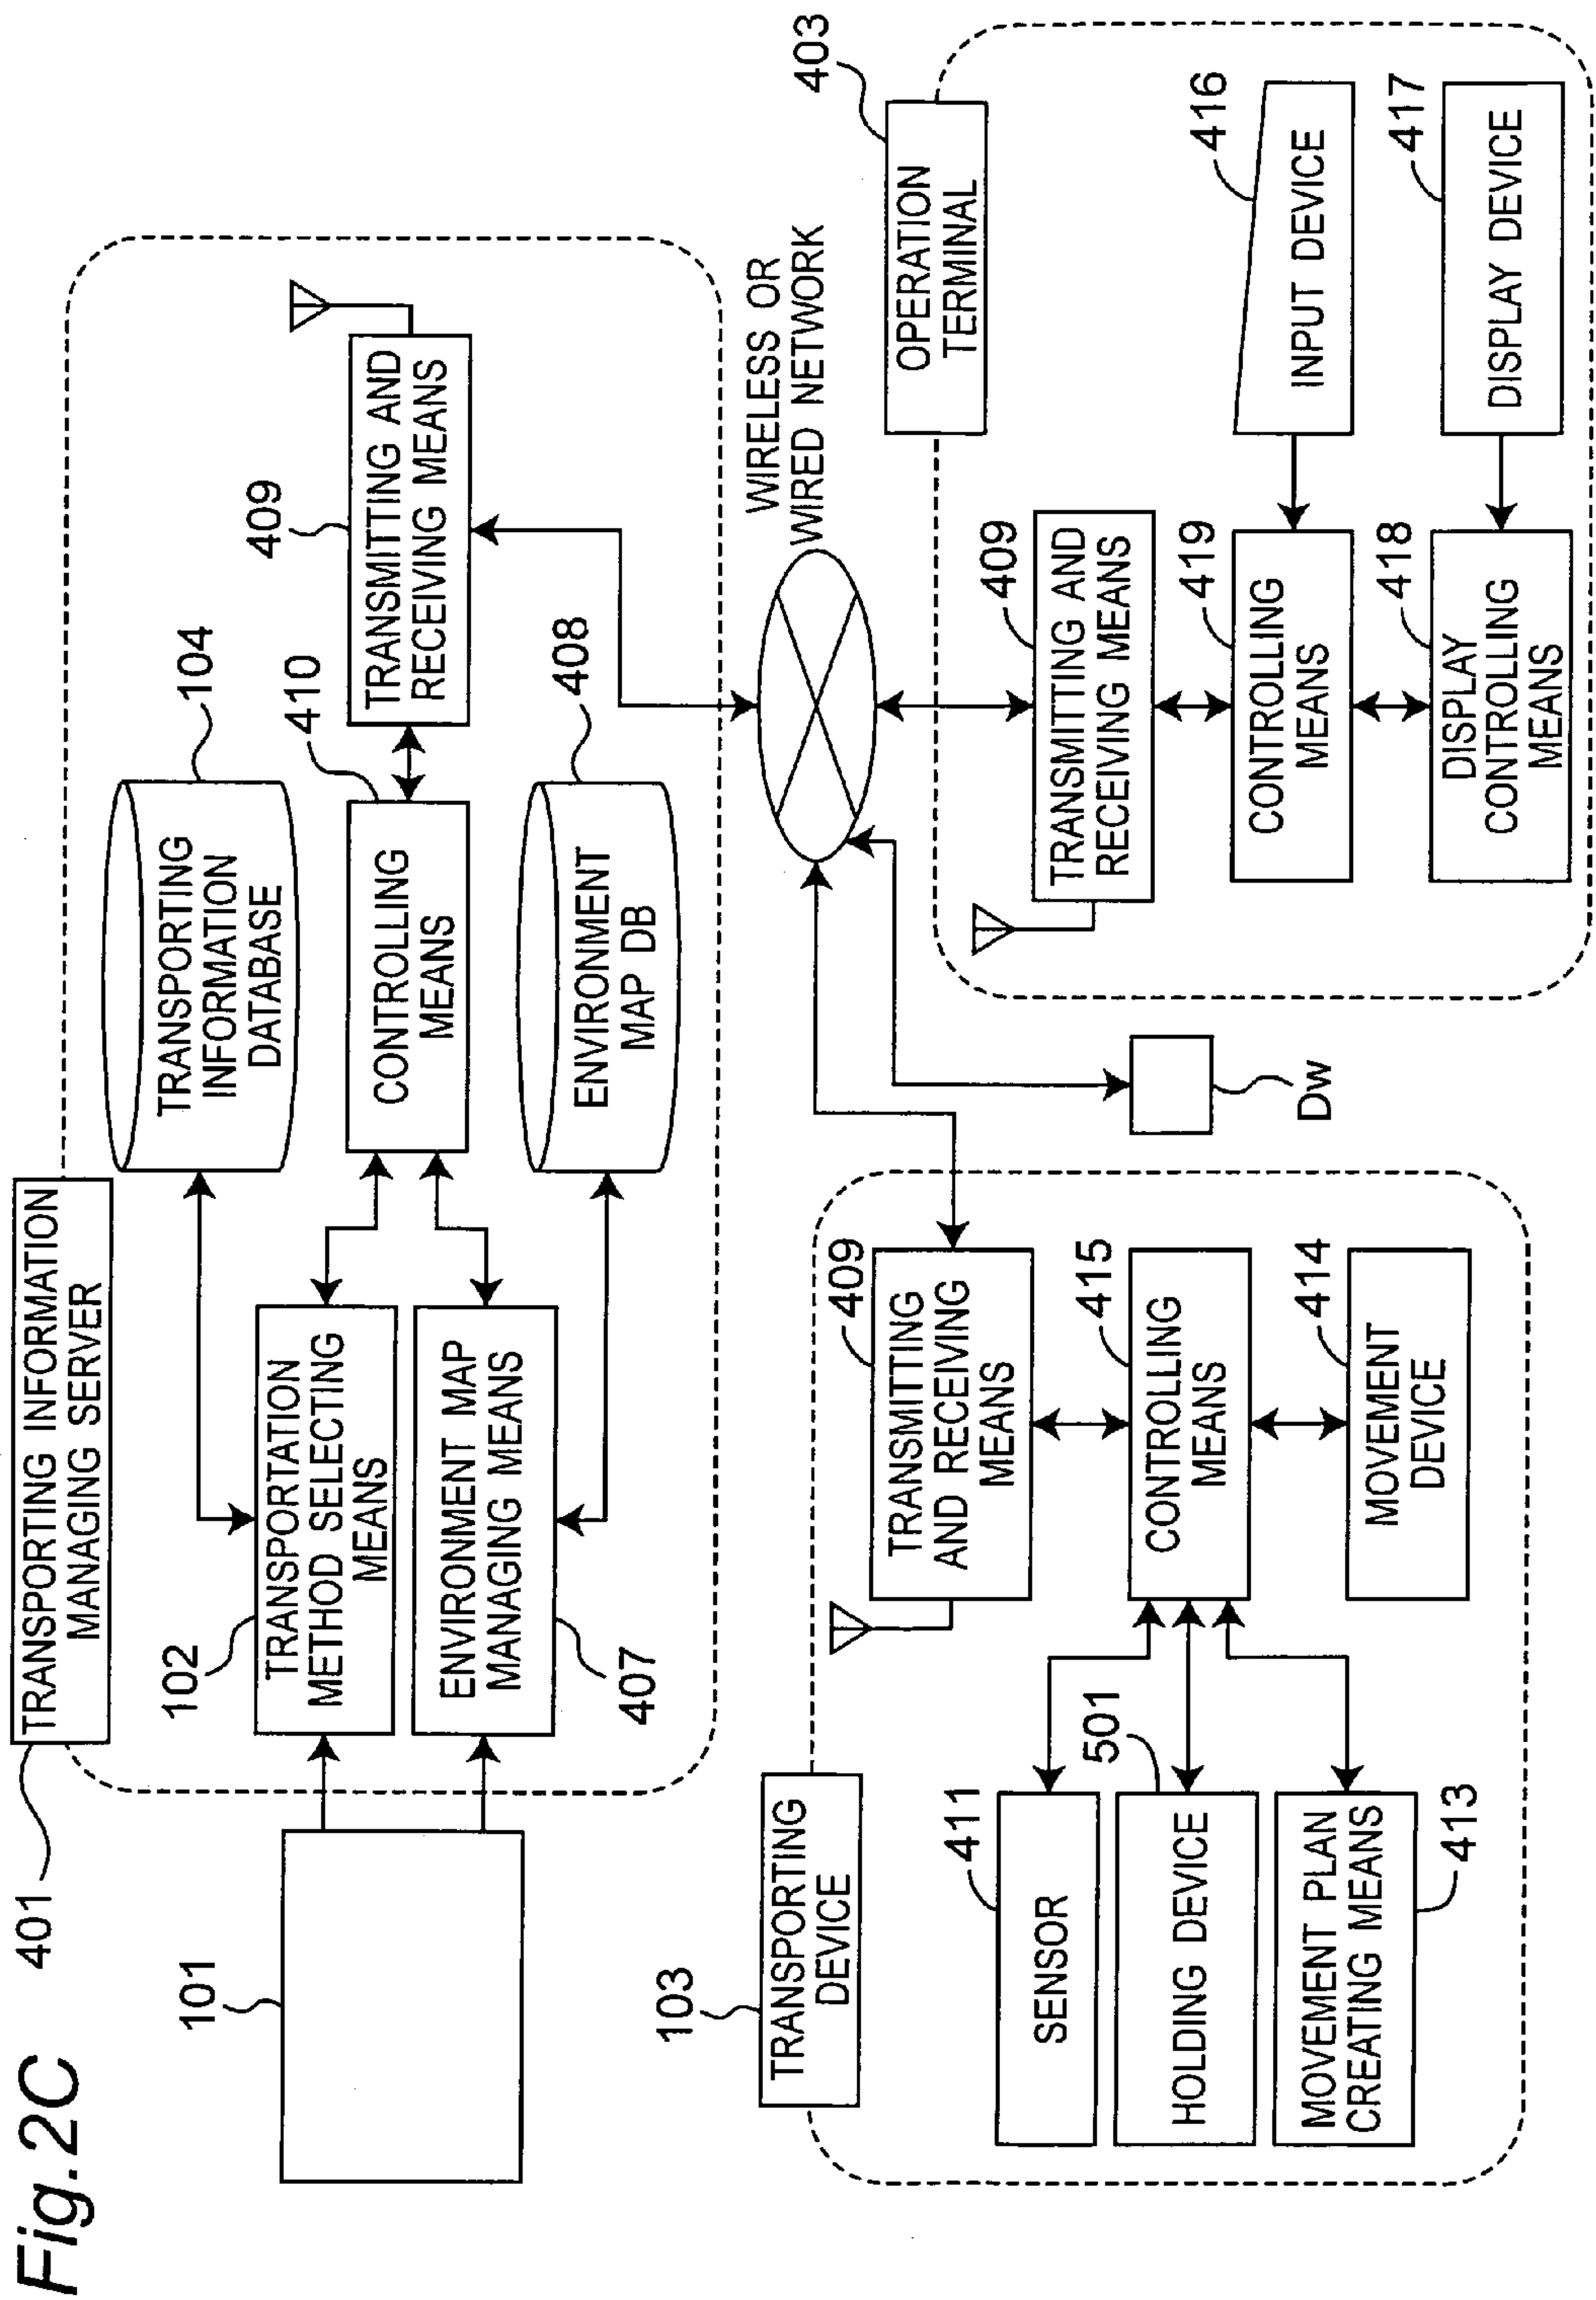 Fig.2C
401
TRANSPORTING INFORMATION
MANAGING SERVER
101
102
TRANSPORTATION
METHOD SELECTING
MEANS
ENVIRONMENT MAP
MANAGING MEANS
407
104
TRANSPORTING
INFORMATION
DATABASE
410
CONTROLLING
MEANS
408
ENVIRONMENT
MAP DB
409
TRANSMITTING AND
RECEIVING MEANS
WIRELESS OR
WIRED NETWORK
103
TRANSPORTING
DEVICE
409
TRANSMITTING
AND RECEIVING
MEANS
411
SENSOR
501
HOLDING DEVICE
MOVEMENT PLAN
CREATING MEANS
413
415
CONTROLLING
MEANS
414
MOVEMENT
DEVICE
Dw
403
OPERATION
TERMINAL
409
TRANSMITTING AND
RECEIVING MEANS
419
CONTROLLING
MEANS
416
INPUT DEVICE
418
DISPLAY
CONTROLLING
MEANS
417
DISPLAY DEVICE